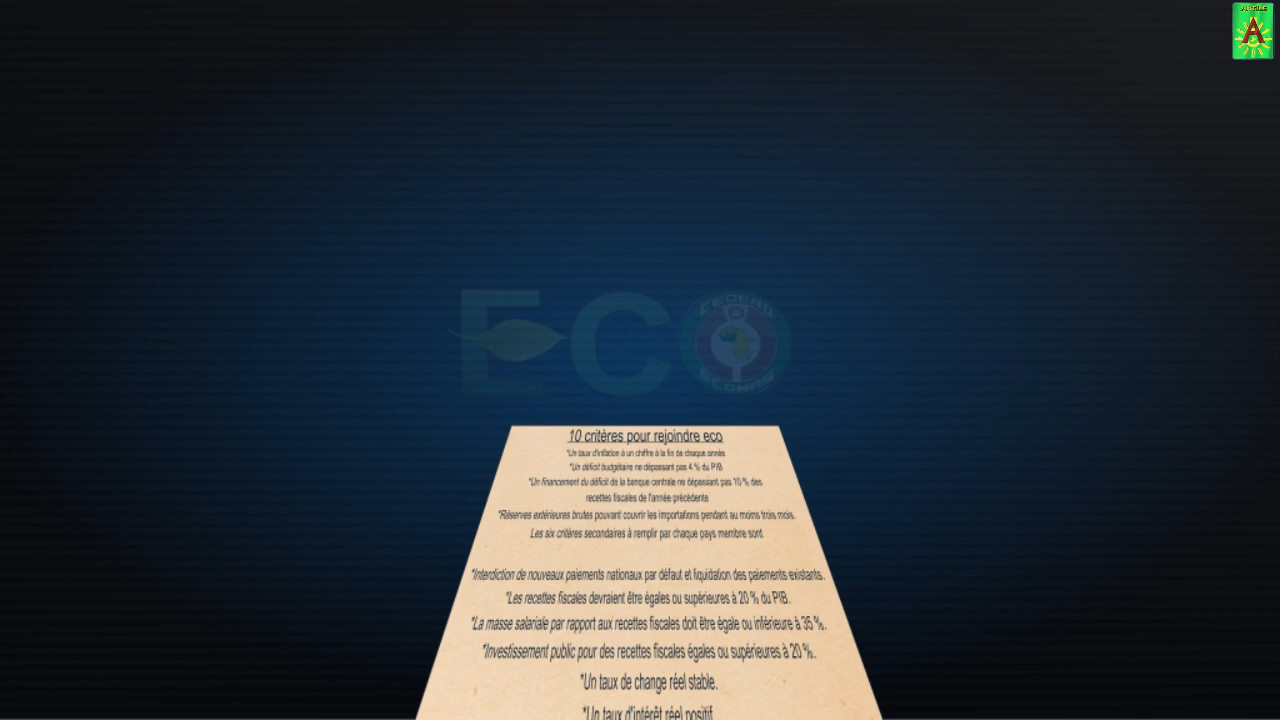 ECO
CEDEAO
ECOWAS
A
10 critères pour rejoindre eco
*Un taux d'inflation à un chiffre à la fin de chaque année
*Un déficit budgétaire ne dépassant pas 4 % du PIB
*Un financement du déficit de la banque centrale ne dépassant pas 10 % des
recettes fiscales de l'année précédente
*Réserves extérieures brutes pouvant couvrir les importations pendant au moins trois mois.
Les six critères secondaires à remplir par chaque pays membre sont
*Interdiction de nouveaux paiements nationaux par défaut et liquidation des paiements existants.
*Les recettes fiscales devraient être égales ou supérieures à 20 % du PIB.
*La masse salariale par rapport aux recettes fiscales doit être égale ou inférieure à 35 %.
*Investissement public pour des recettes fiscales égales ou supérieures à 20 %.
*Un taux de change réel stable.
*Un taux d'intérêt réel positif.